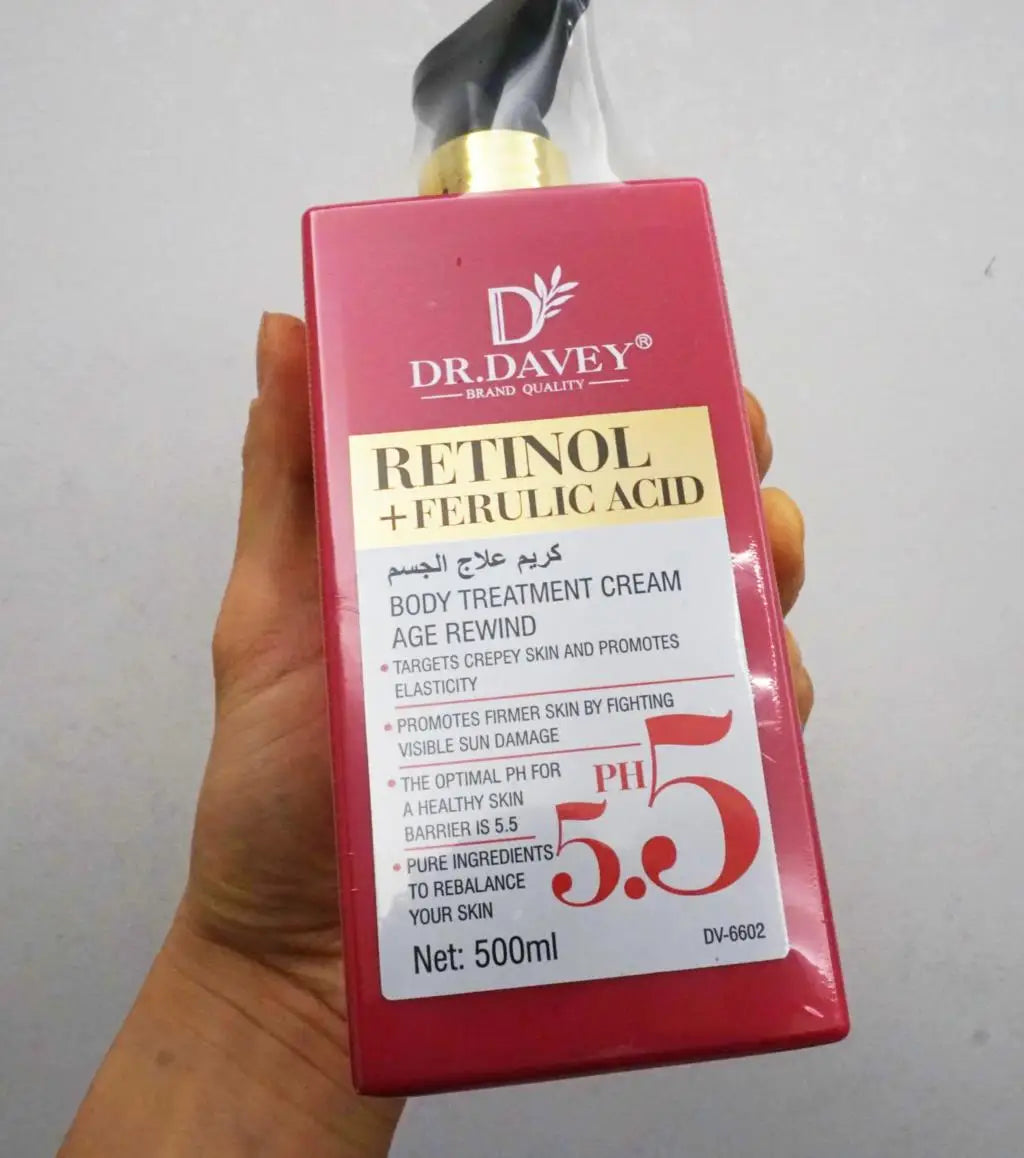 D
DR.DAVEY®
BRAND QUALITY
RETINOL
+FERULIC ACID
كريم علاج الجسم
BODY TREATMENT CREAM
AGE REWIND
• TARGETS CREPEY SKIN AND PROMOTES
ELASTICITY
• PROMOTES FIRMER SKIN BY FIGHTING
VISIBLE SUN DAMAGE
• THE OPTIMAL PH FOR
A HEALTHY SKIN
BARRIER IS 5.5
PH
5.5
• PURE INGREDIENTS
TO REBALANCE
YOUR SKIN
Net: 500ml
DV-6602